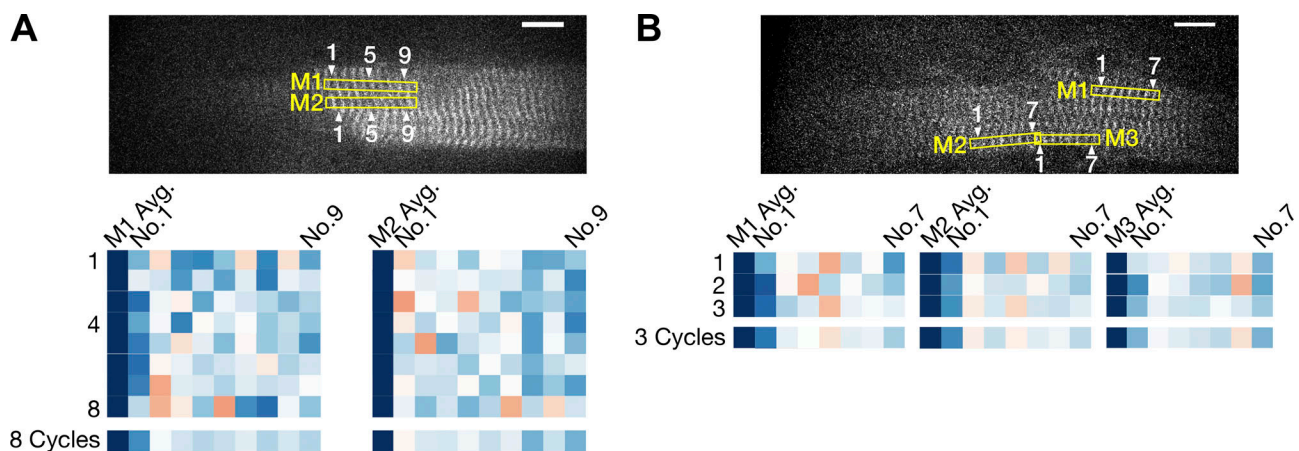 A
1 5 9
M1
M2
1 5 9
M1 Avg.
No.1
No.9
M2 Avg.
No.1
No.9
1
4
8
8 Cycles
B
1 7
M1
1 7
M2 M3
1 7
M1 Avg.
No.1
No.7
M2 Avg.
No.1
No.7
M3 Avg.
No.1
No.7
1
2
3
3 Cycles